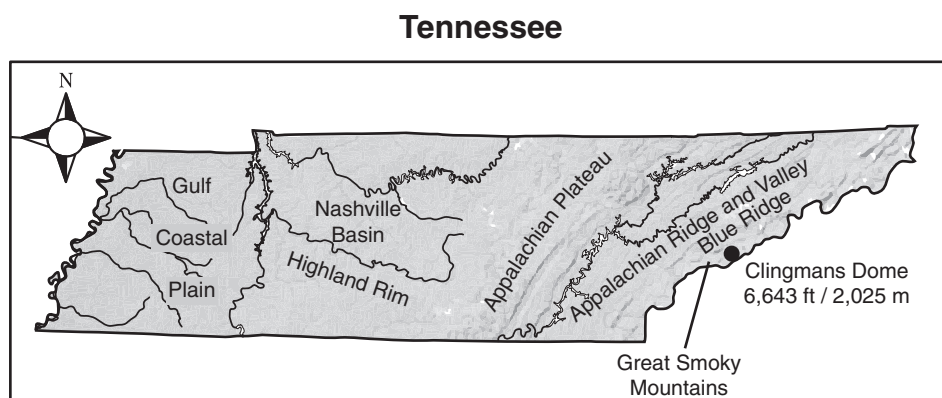 Tennessee
N
Gulf
Coastal
Plain
Nashville
Basin
Highland Rim
Appalachian Plateau
Appalachian Ridge and Valley
Blue Ridge
Clingmans Dome
6,643 ft / 2,025 m
Great Smoky
Mountains